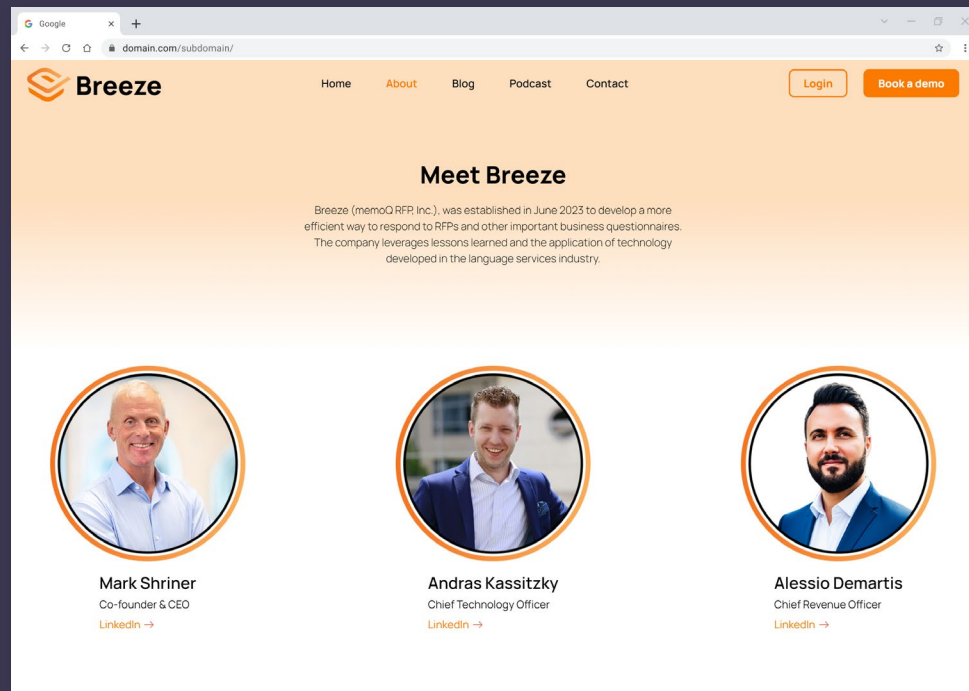 Google
domain.com/subdomain/
Breeze
Home About Blog Podcast Contact
Login
Book a demo
Meet Breeze
Breeze (memoQ RFP, Inc.), was established in June 2023 to develop a more
efficient way to respond to RFPs and other important business questionnaires.
The company leverages lessons learned and the application of technology
developed in the language services industry.
Mark Shriner
Co-founder & CEO
LinkedIn →
Andras Kassitzky
Chief Technology Officer
LinkedIn →
Alessio Demartis
Chief Revenue Officer
LinkedIn →